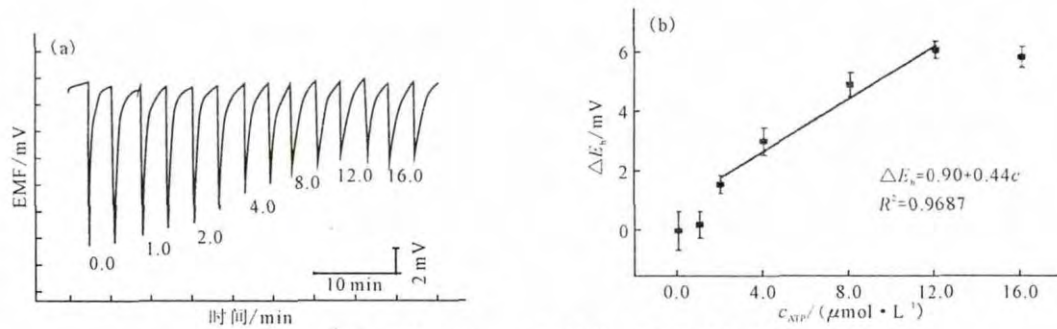 (a)
EMF/mV
0.0
1.0
2.0
4.0
8.0
12.0
16.0
10 min
2 mV
时间/min
(b)
△Eₕ/mV
6
4
2
0
△Eₕ=0.90+0.44c
R²=0.9687
0.0 4.0 8.0 12.0 16.0
c_ATP/(μmol·L⁻¹)